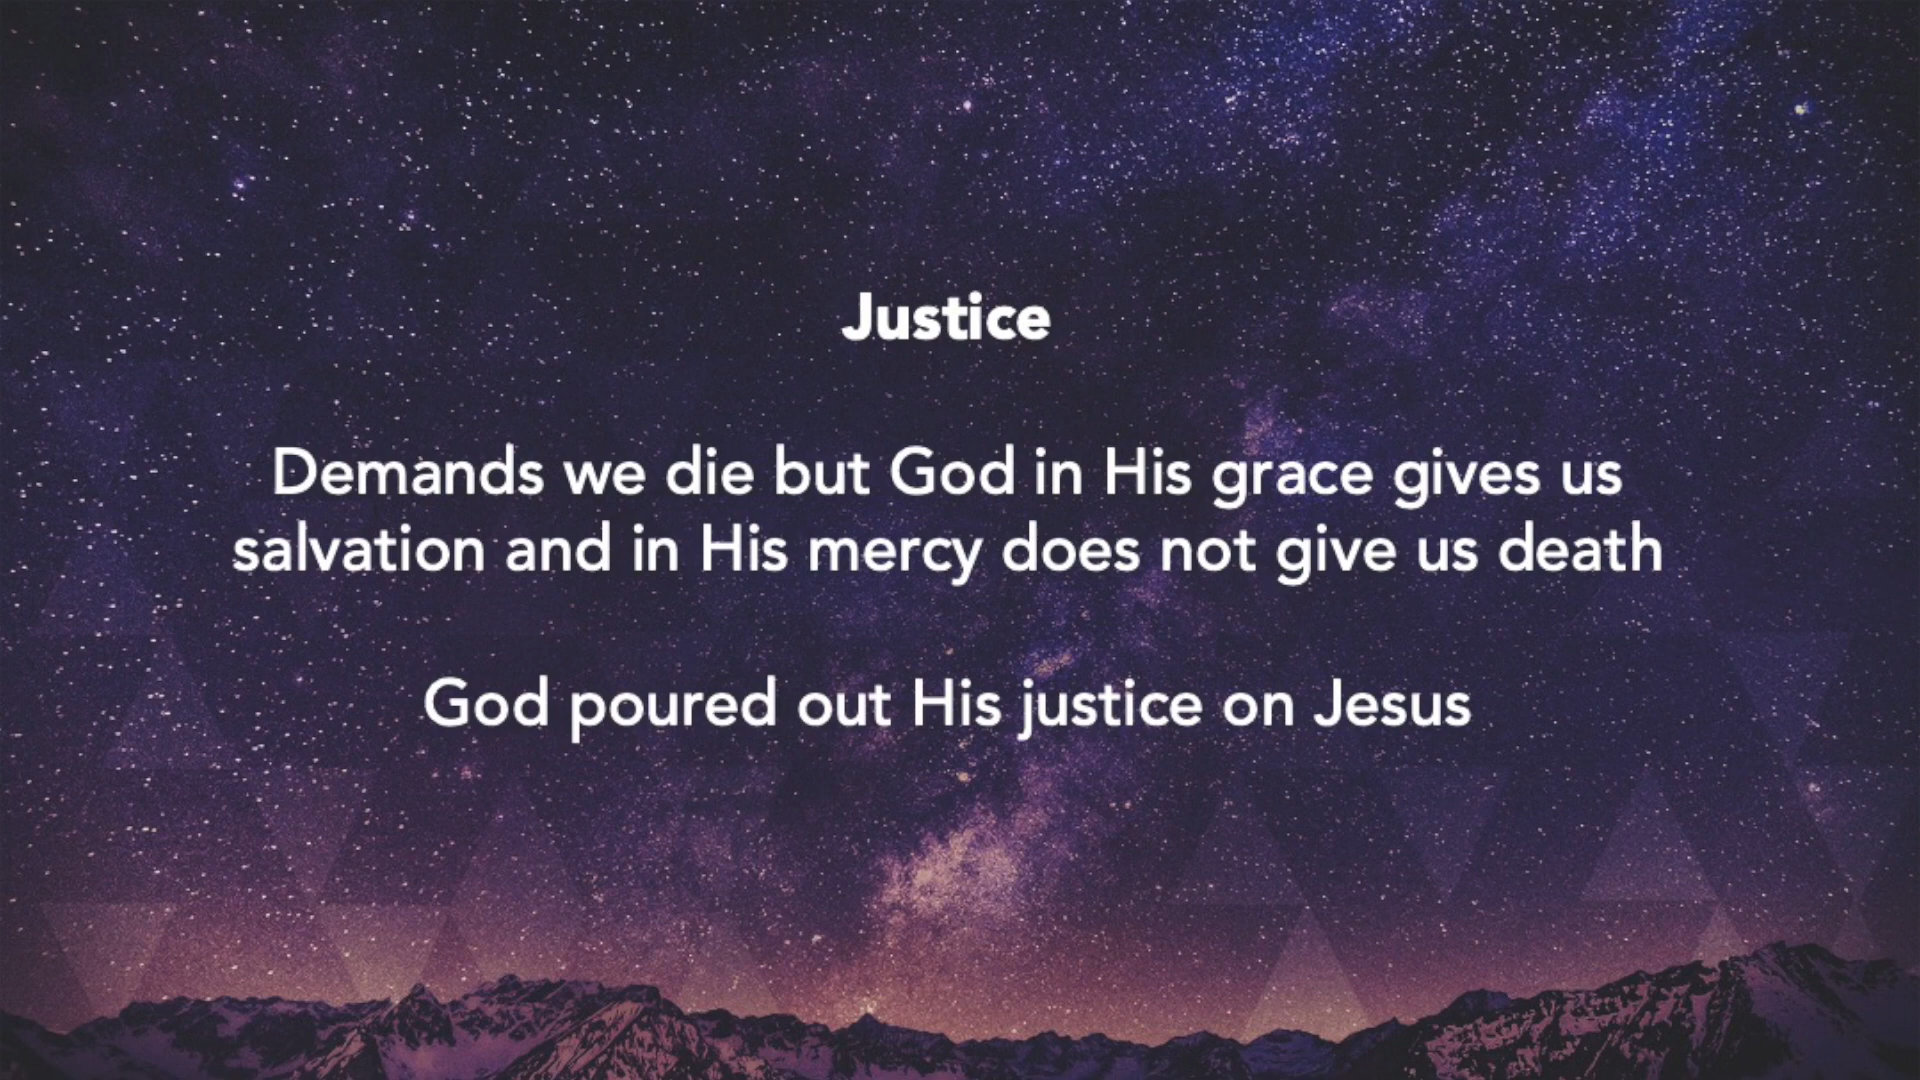 Justice
Demands we die but God in His grace gives us
salvation and in His mercy does not give us death
God poured out His justice on Jesus